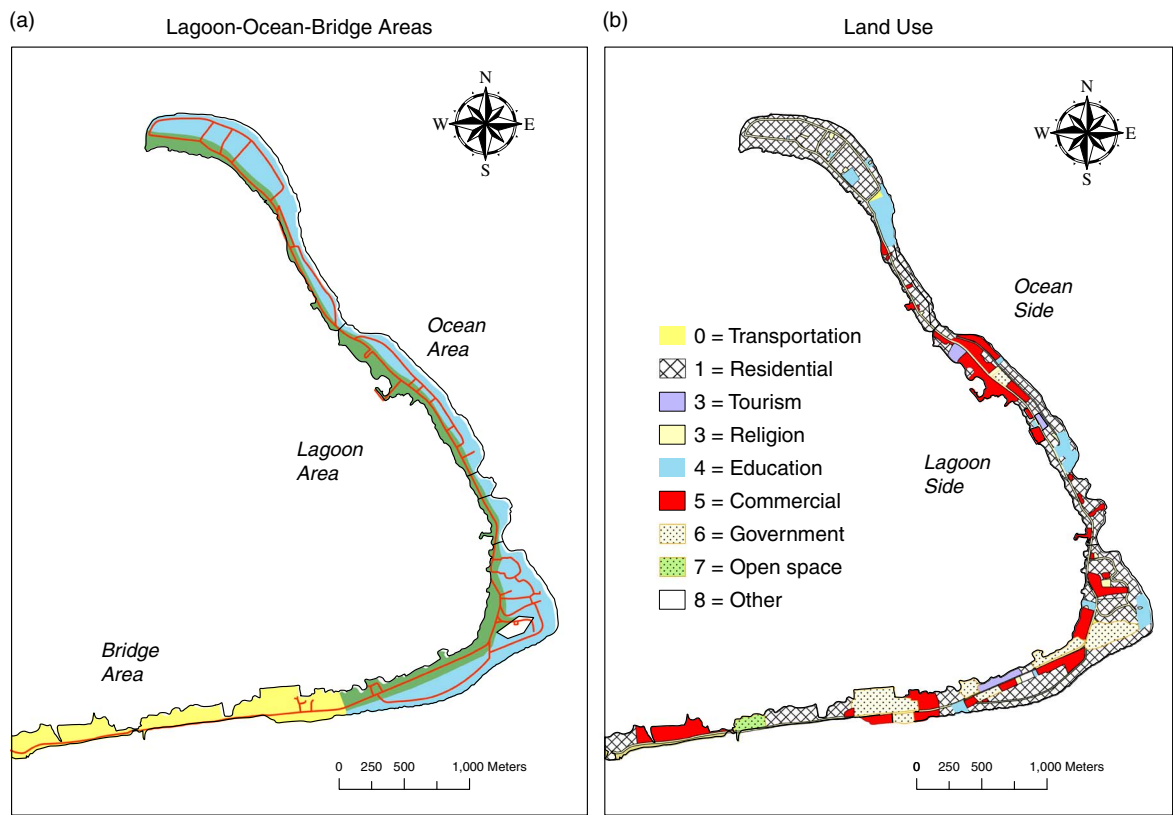 (a)
Lagoon-Ocean-Bridge Areas
N
W
E
S
Ocean
Area
Lagoon
Area
Bridge
Area
0 250 500 1,000 Meters
(b)
Land Use
N
W
E
S
Ocean
Side
0 = Transportation
1 = Residential
3 = Tourism
3 = Religion
4 = Education
5 = Commercial
6 = Government
7 = Open space
8 = Other
Lagoon
Side
0 250 500 1,000 Meters